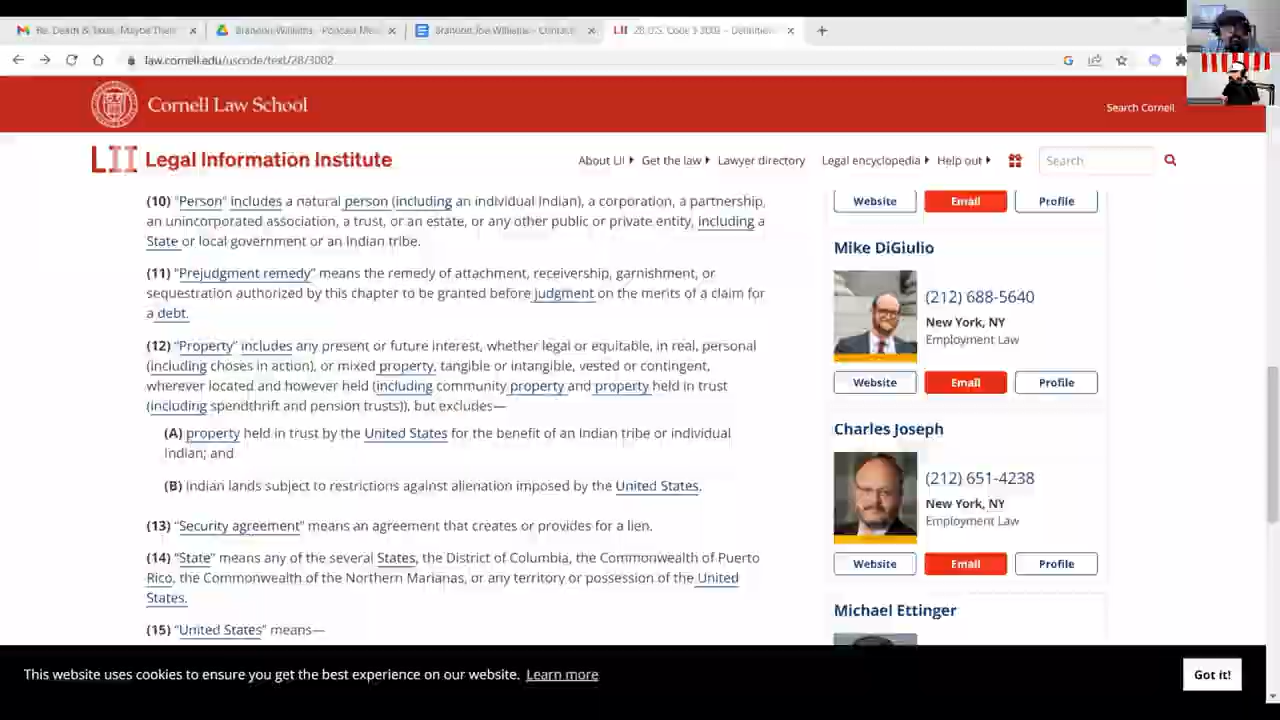 Re: Death & Taxes, Maybe Then
Brandon Williams - Podcast Me
Brandon Joe Williams - Contact
28 U.S. Code § 3002 - Definition
law.cornell.edu/uscode/text/28/3002
Cornell Law School
Search Cornell
LII Legal Information Institute
About LII Get the law Lawyer directory Legal encyclopedia Help out Search
(10) "Person" includes a natural person (including an individual Indian), a corporation, a partnership,
an unincorporated association, a trust, or an estate, or any other public or private entity, including a
State or local government or an Indian tribe.
(11) "Prejudgment remedy" means the remedy of attachment, receivership, garnishment, or
sequestration authorized by this chapter to be granted before judgment on the merits of a claim for
a debt.
(12) "Property" includes any present or future interest, whether legal or equitable, in real, personal
(including choses in action), or mixed property, tangible or intangible, vested or contingent,
wherever located and however held (including community property and property held in trust
(including spendthrift and pension trusts)), but excludes—
(A) property held in trust by the United States for the benefit of an Indian tribe or individual
Indian; and
(B) Indian lands subject to restrictions against alienation imposed by the United States.
(13) "Security agreement" means an agreement that creates or provides for a lien.
(14) "State" means any of the several States, the District of Columbia, the Commonwealth of Puerto
Rico, the Commonwealth of the Northern Marianas, or any territory or possession of the United
States.
(15) "United States" means—
Website Email Profile
Mike DiGiulio
(212) 688-5640
New York, NY
Employment Law
Website Email Profile
Charles Joseph
(212) 651-4238
New York, NY
Employment Law
Website Email Profile
Michael Ettinger
This website uses cookies to ensure you get the best experience on our website. Learn more
Got it!